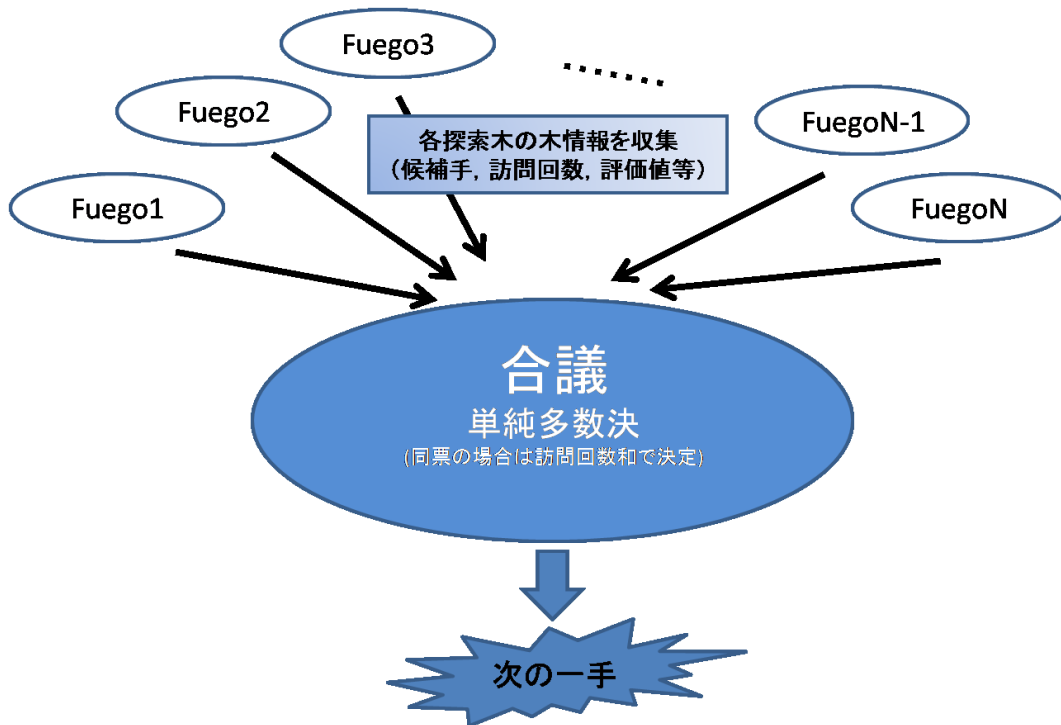 Fuego3
Fuego2
FuegoN-1
Fuego1
FuegoN
各探索木の木情報を収集
（候補手, 訪問回数, 評価値等）
合議
単純多数決
(同票の場合は訪問回数和で決定)
次の一手